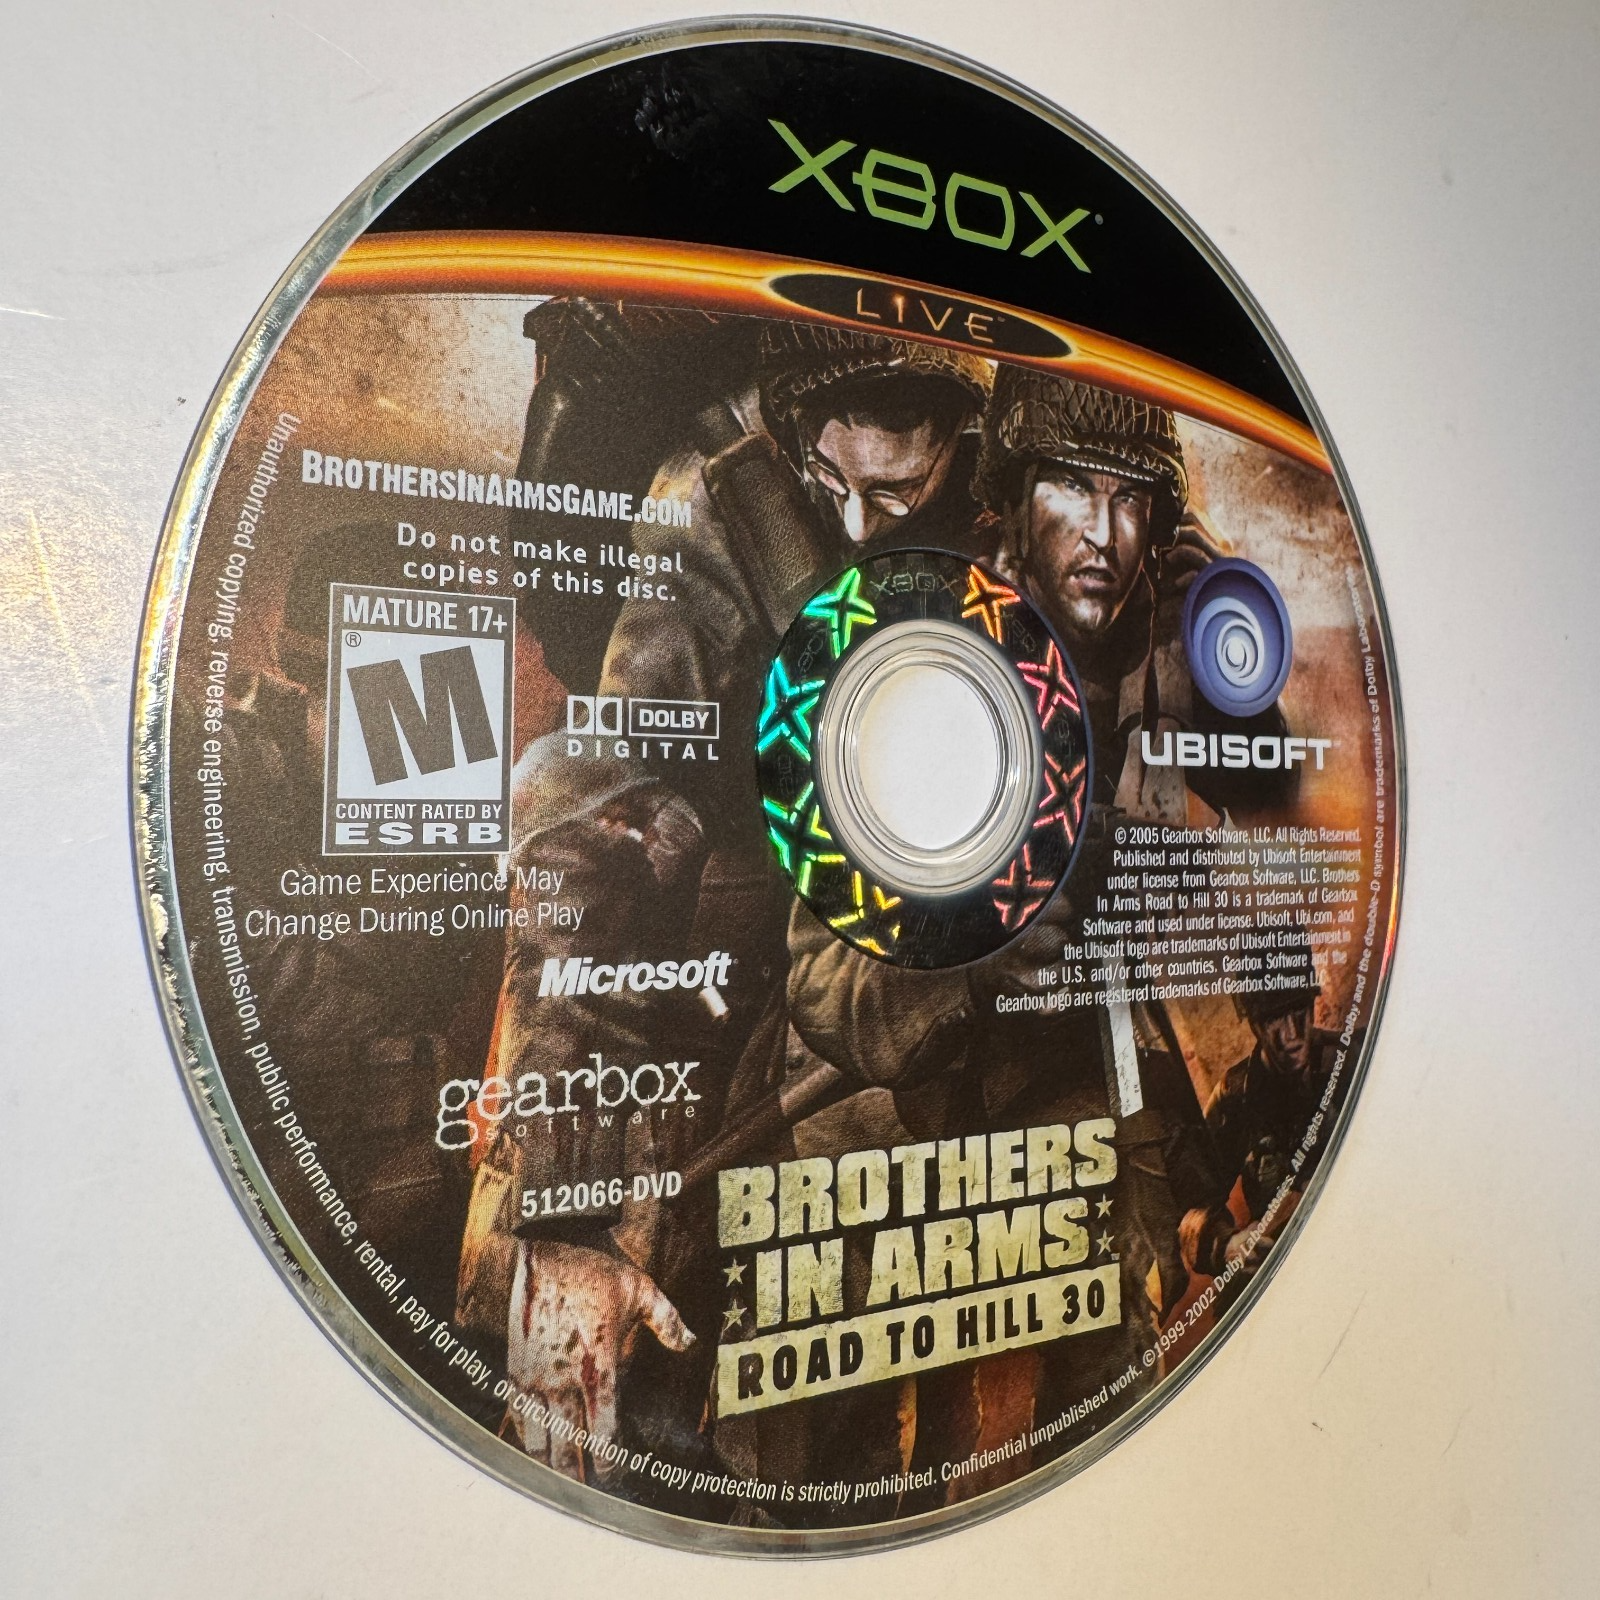 XBOX
LIVE™
BROTHERSINARMSGAME.COM
Do not make illegal
copies of this disc.
MATURE 17+
®
M
CONTENT RATED BY
ESRB
DOLBY
DIGITAL
XBOX
UBISOFT
Game Experience May
Change During Online Play
Microsoft
gearbox
software
512066-DVD
© 2005 Gearbox Software, LLC. All Rights Reserved.
Published and distributed by Ubisoft Entertainment
under license from Gearbox Software, LLC. Brothers
In Arms Road to Hill 30 is a trademark of Gearbox
Software and used under license. Ubisoft, Ubi.com, and
the Ubisoft logo are trademarks of Ubisoft Entertainment in
the U.S. and/or other countries. Gearbox Software and the
Gearbox logo are registered trademarks of Gearbox Software, LLC.
BROTHERS
IN ARMS™
ROAD TO HILL 30
Unauthorized copying, reverse engineering, transmission, public performance, rental, pay for play, or circumvention of copy protection is strictly prohibited. Confidential unpublished work. ©1999-2002 Dolby Laboratories. All rights reserved. Dolby and the double-D symbol are trademarks of Dolby Laboratories.